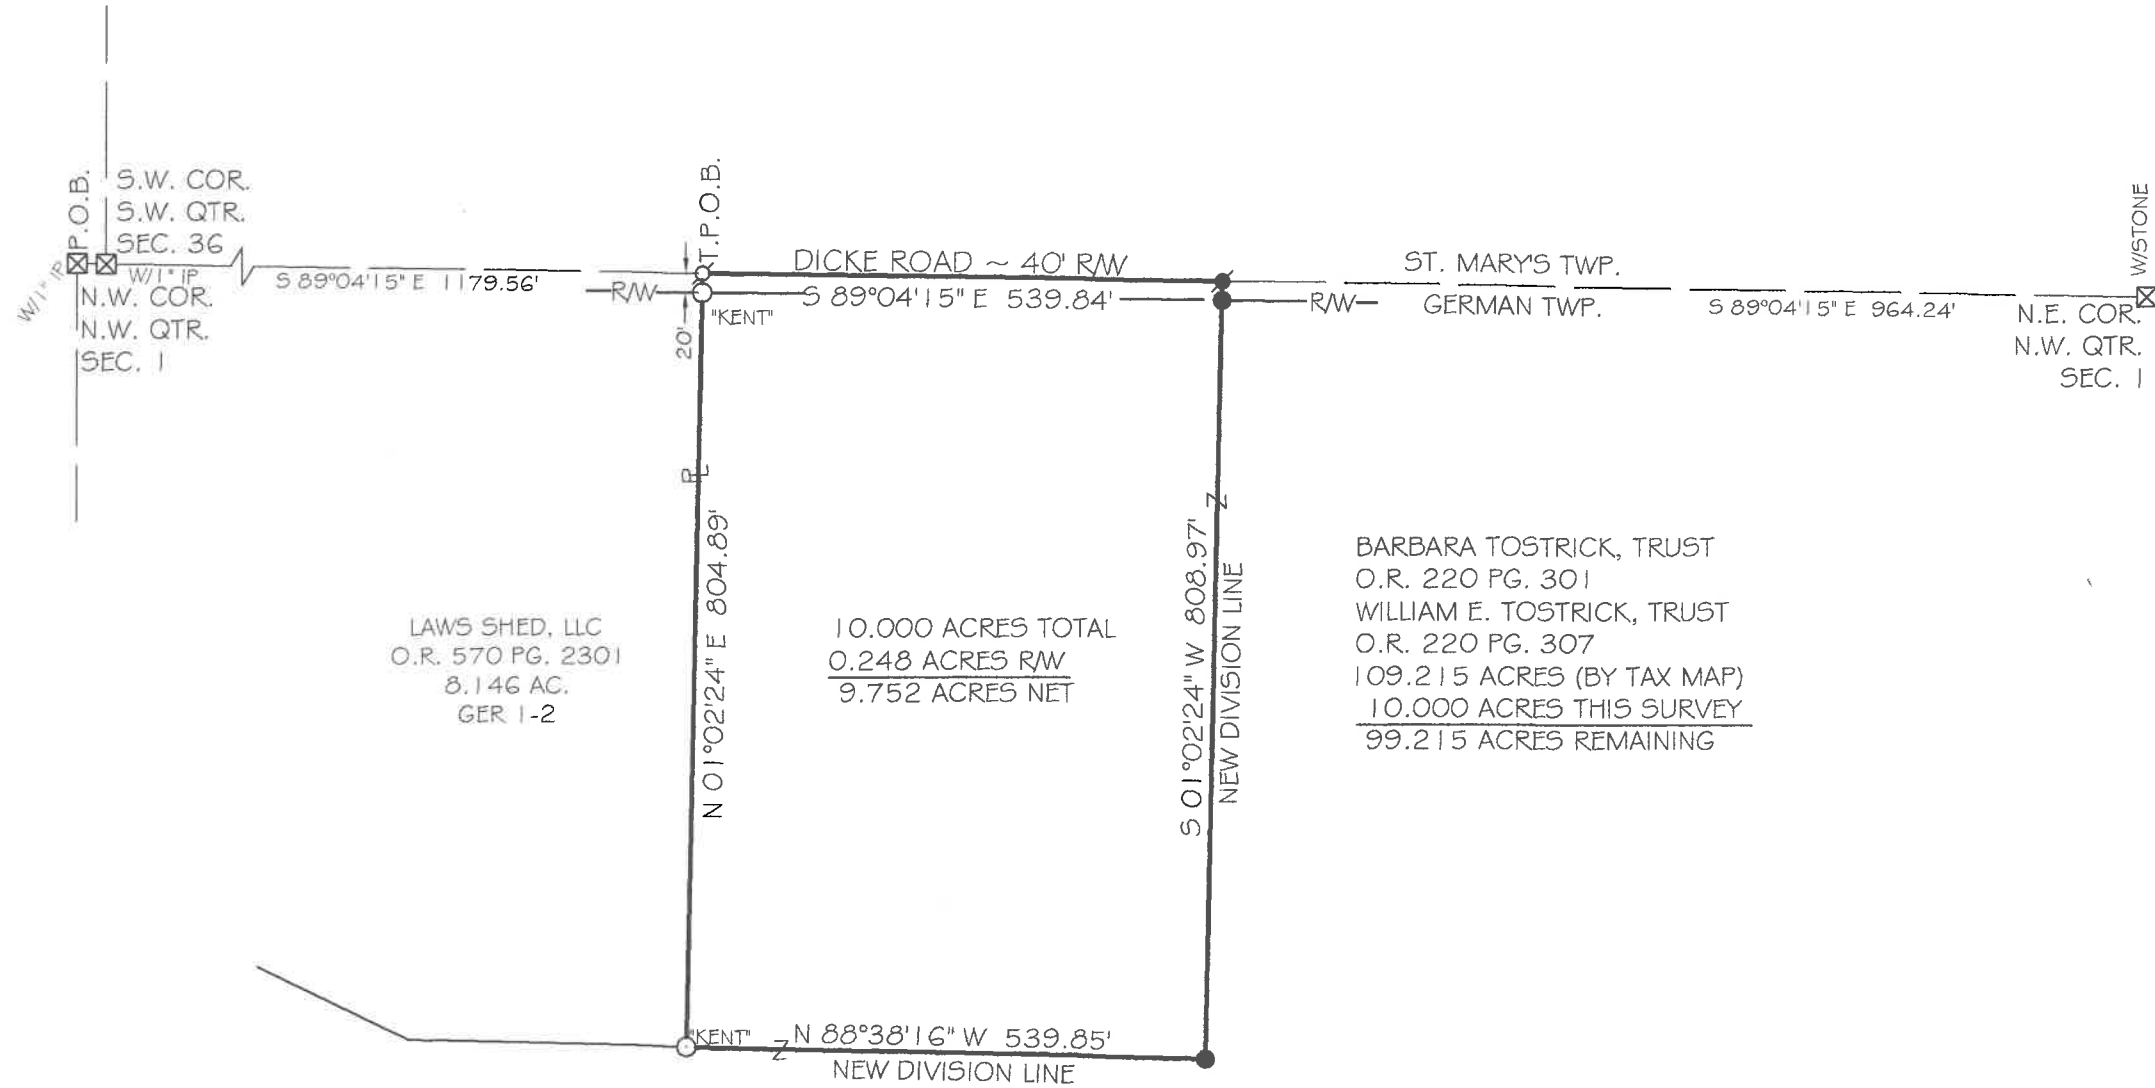 P.O.B.
S.W. COR.
S.W. QTR.
SEC. 36
W/1" IP
W/1" IP
N.W. COR.
N.W. QTR.
SEC. 1
S 89°04'15" E 1179.56'
R/W
T.P.O.B.
"KENT"
20'
DICKE ROAD ~ 40' R/W
S 89°04'15" E 539.84'
R/W
ST. MARY'S TWP.
GERMAN TWP.
S 89°04'15" E 964.24'
W/STONE
N.E. COR.
N.W. QTR.
SEC. 1
PL
N 01°02'24" E 804.89'
Z
S 01°02'24" W 808.97'
NEW DIVISION LINE
LAWS SHED, LLC
O.R. 570 PG. 2301
8.146 AC.
GER 1-2
10.000 ACRES TOTAL
0.248 ACRES R/W
9.752 ACRES NET
BARBARA TOSTRICK, TRUST
O.R. 220 PG. 301
WILLIAM E. TOSTRICK, TRUST
O.R. 220 PG. 307
109.215 ACRES (BY TAX MAP)
10.000 ACRES THIS SURVEY
99.215 ACRES REMAINING
"KENT"
Z
N 88°38'16" W 539.85'
NEW DIVISION LINE